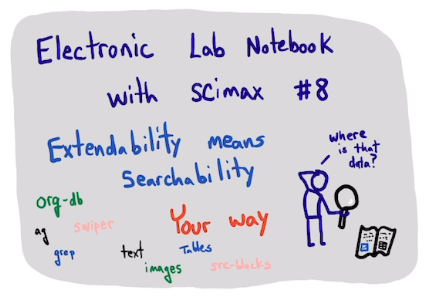 Electronic Lab Notebook
with scimax #8
Extendability means
Searchability
Your way
where
is that
data?
org-db
ag
swiper
grep
text
images
Tables
src-blocks